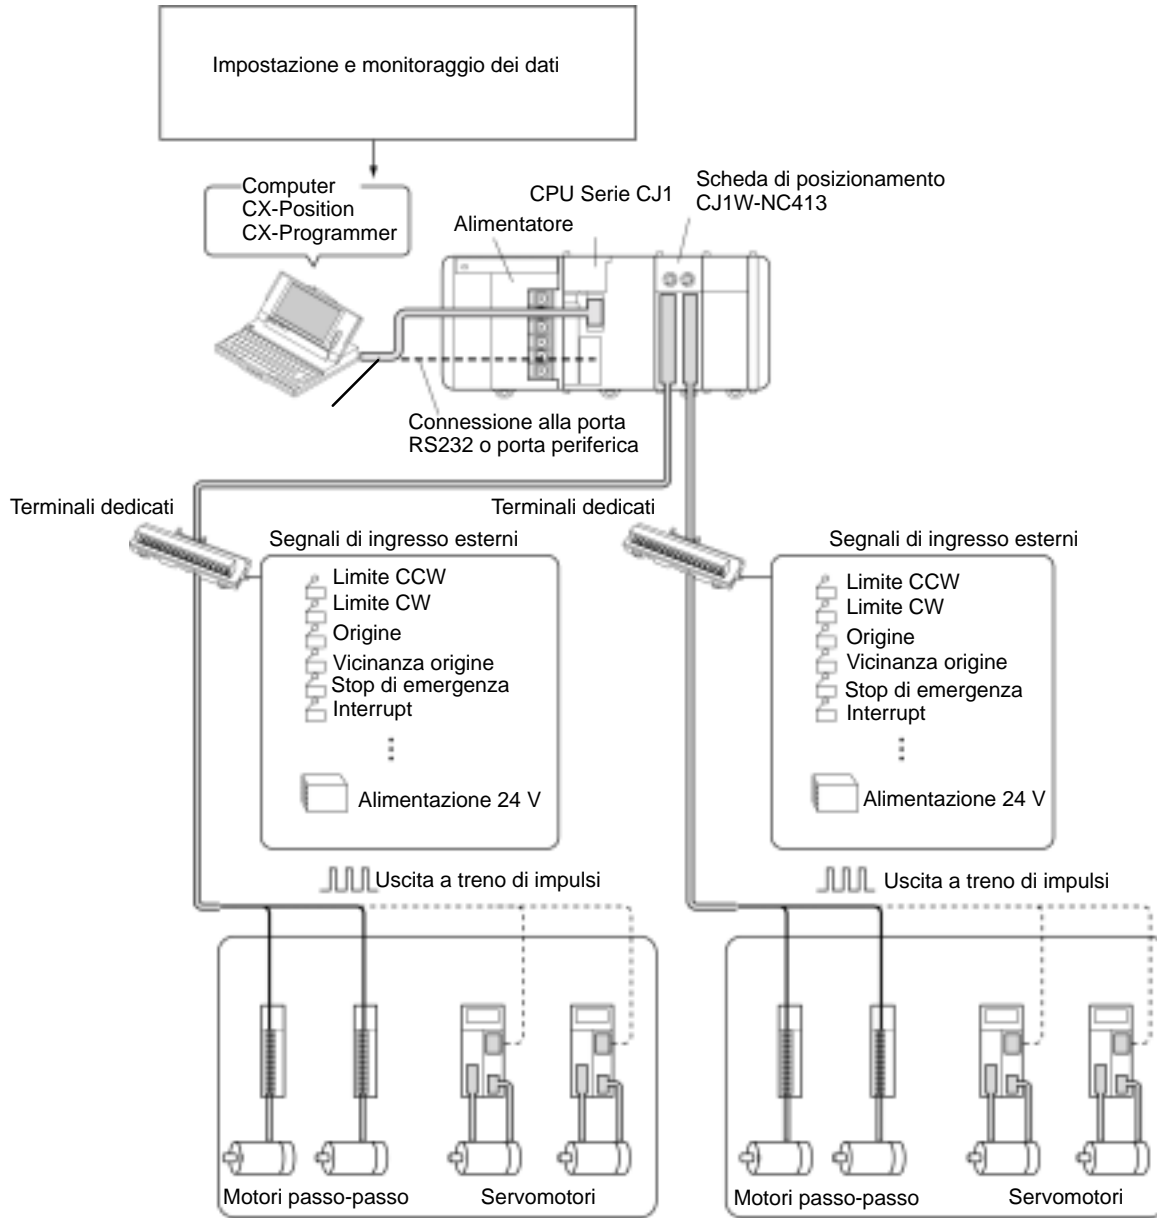 Impostazione e monitoraggio dei dati
Computer
CX-Position
CX-Programmer
Alimentatore
CPU Serie CJ1
Scheda di posizionamento
CJ1W-NC413
Connessione alla porta
RS232 o porta periferica
Terminali dedicati
Segnali di ingresso esterni
Limite CCW
Limite CW
Origine
Vicinanza origine
Stop di emergenza
Interrupt
Alimentazione 24 V
Uscita a treno di impulsi
Motori passo-passo
Servomotori
Terminali dedicati
Segnali di ingresso esterni
Limite CCW
Limite CW
Origine
Vicinanza origine
Stop di emergenza
Interrupt
Alimentazione 24 V
Uscita a treno di impulsi
Motori passo-passo
Servomotori